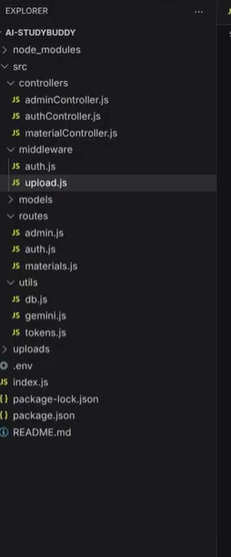 EXPLORER
AI-STUDYBUDDY
node_modules
src
controllers
JS adminController.js
JS authController.js
JS materialController.js
middleware
JS auth.js
JS upload.js
models
routes
JS admin.js
JS auth.js
JS materials.js
utils
JS db.js
JS gemini.js
JS tokens.js
uploads
.env
JS index.js
{} package-lock.json
{} package.json
README.md